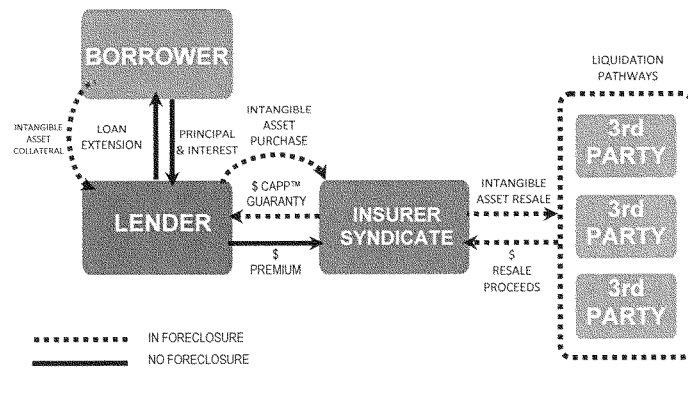 BORROWER
LIQUIDATION
PATHWAYS
INTANGIBLE
ASSET
COLLATERAL
LOAN
EXTENSION
PRINCIPAL
& INTEREST
INTANGIBLE
ASSET
PURCHASE
3rd
PARTY
LENDER
$ CAPP™
GUARANTY
$
PREMIUM
INSURER
SYNDICATE
INTANGIBLE
ASSET RESALE
$
RESALE
PROCEEDS
3rd
PARTY
3rd
PARTY
IN FORECLOSURE
NO FORECLOSURE